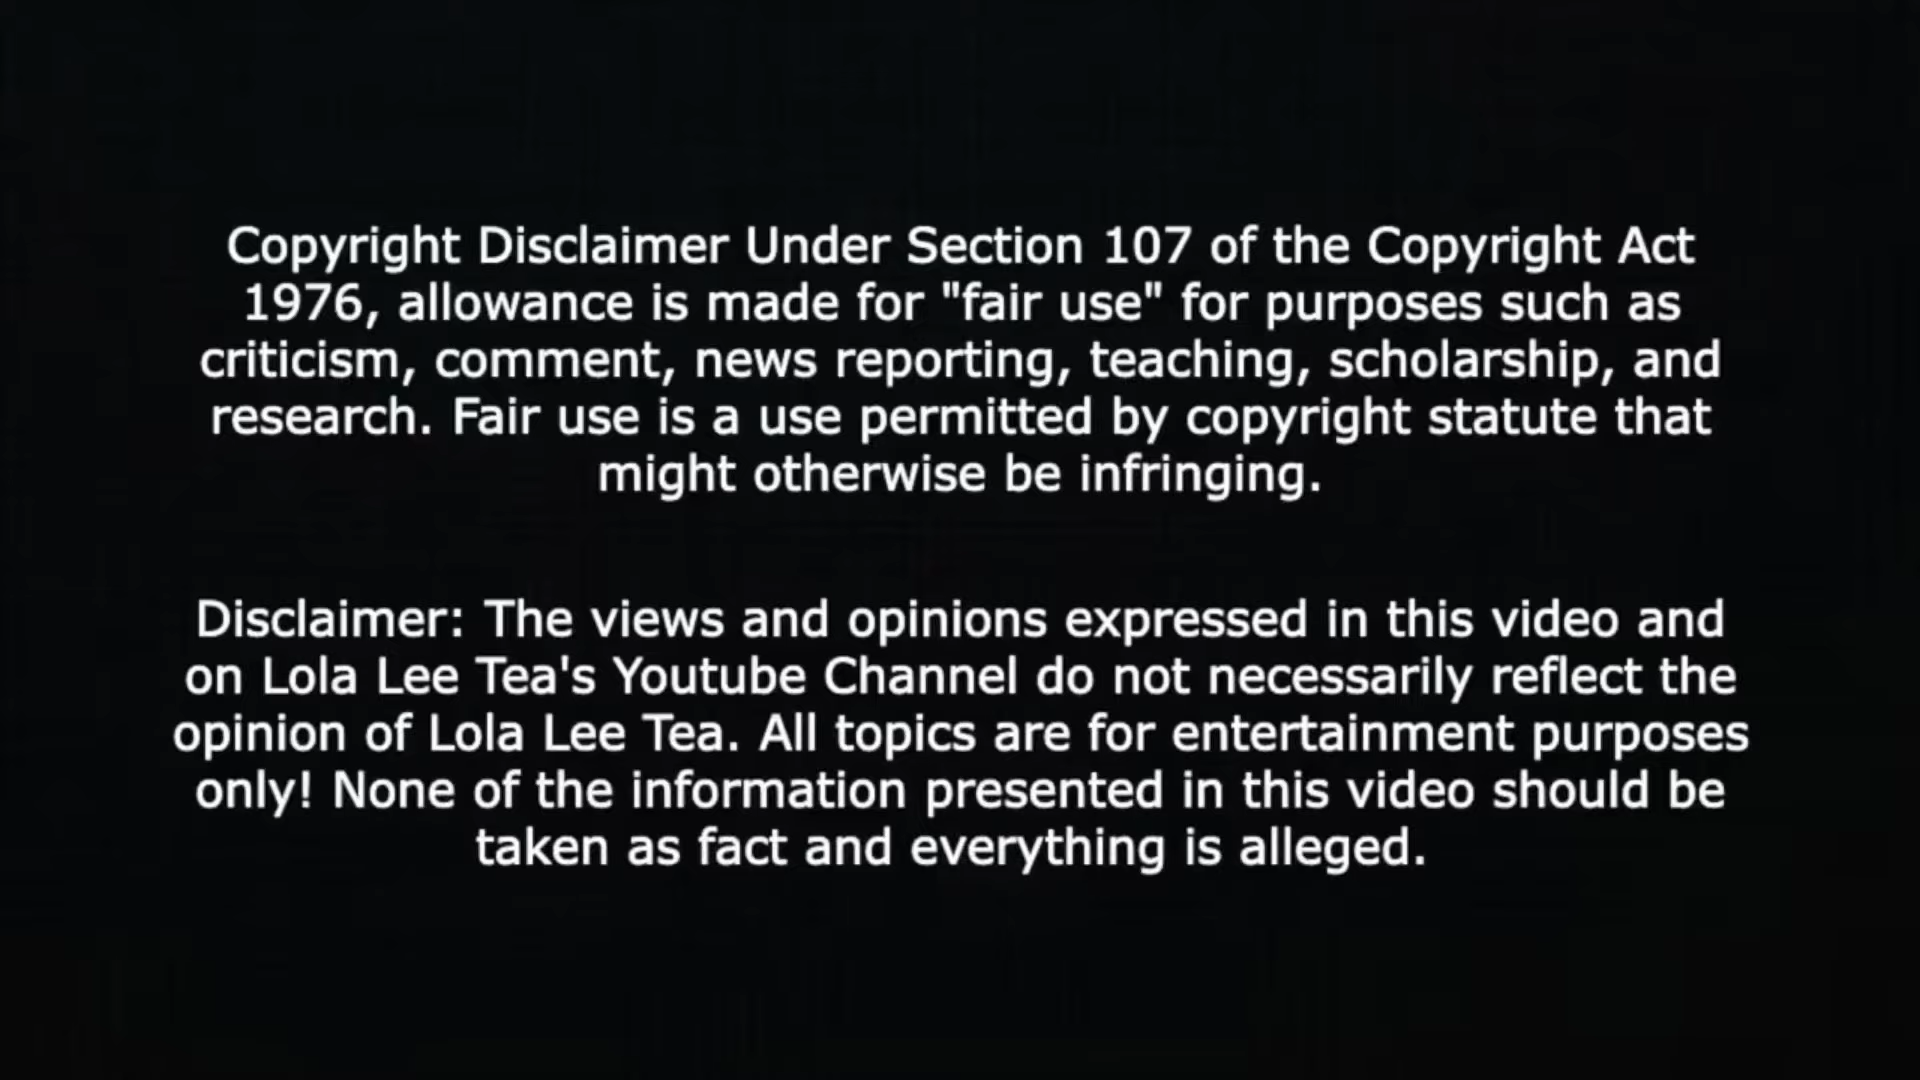 Copyright Disclaimer Under Section 107 of the Copyright Act
1976, allowance is made for "fair use" for purposes such as
criticism, comment, news reporting, teaching, scholarship, and
research. Fair use is a use permitted by copyright statute that
might otherwise be infringing.
Disclaimer: The views and opinions expressed in this video and
on Lola Lee Tea's Youtube Channel do not necessarily reflect the
opinion of Lola Lee Tea. All topics are for entertainment purposes
only! None of the information presented in this video should be
taken as fact and everything is alleged.